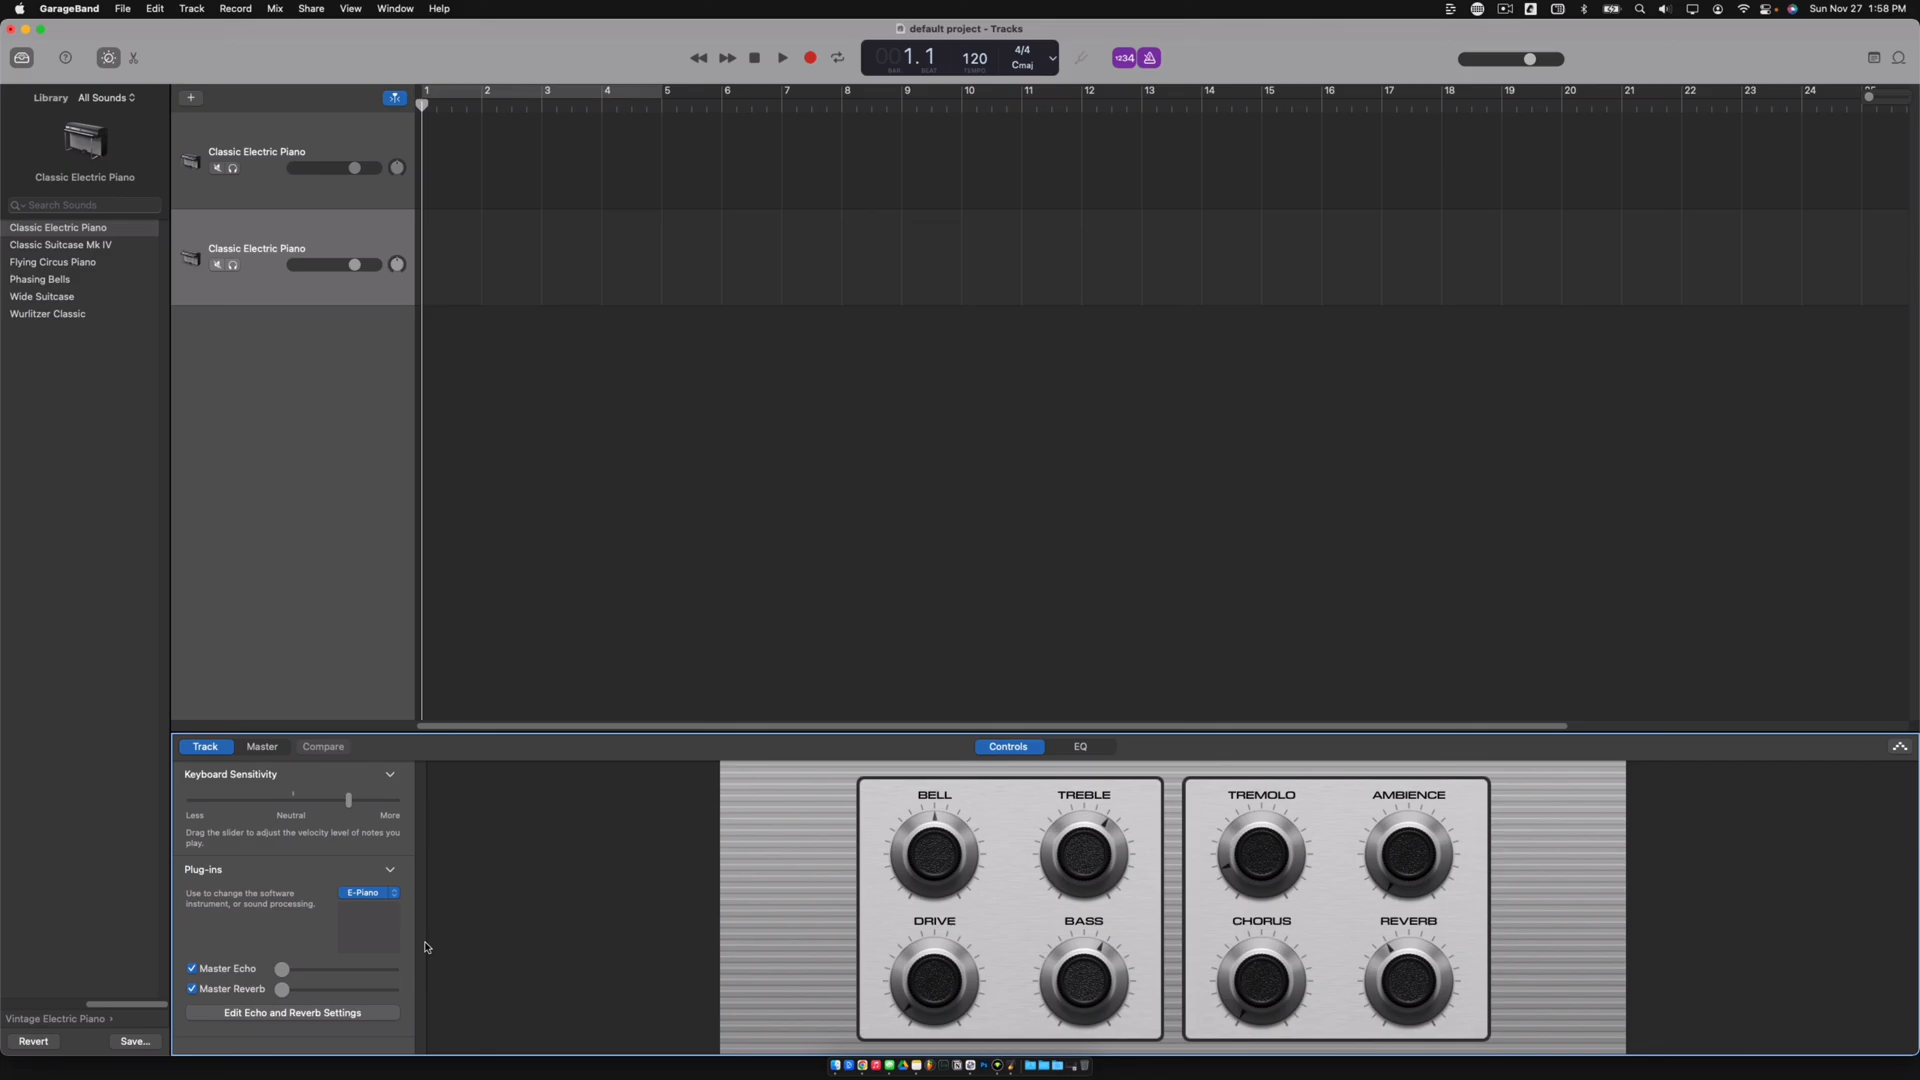 GarageBand File Edit Track Record Mix Share View Window Help
Sun Nov 27 1:58 PM
default project - Tracks
001.1
BAR BEAT
120
TEMPO
4/4
Cmaj
1234
Library All Sounds
1 2 3 4 5 6 7 8 9 10 11 12 13 14 15 16 17 18 19 20 21 22 23 24
Classic Electric Piano
Search Sounds
Classic Electric Piano
Classic Suitcase Mk IV
Flying Circus Piano
Phasing Bells
Wide Suitcase
Wurlitzer Classic
Vintage Electric Piano ›
Revert Save...
Classic Electric Piano
Classic Electric Piano
Track Master Compare
Controls EQ
Keyboard Sensitivity
Less Neutral More
Drag the slider to adjust the velocity level of notes you
play.
Plug-ins
Use to change the software
instrument, or sound processing.
E-Piano
Master Echo
Master Reverb
Edit Echo and Reverb Settings
BELL TREBLE TREMOLO AMBIENCE
DRIVE BASS CHORUS REVERB